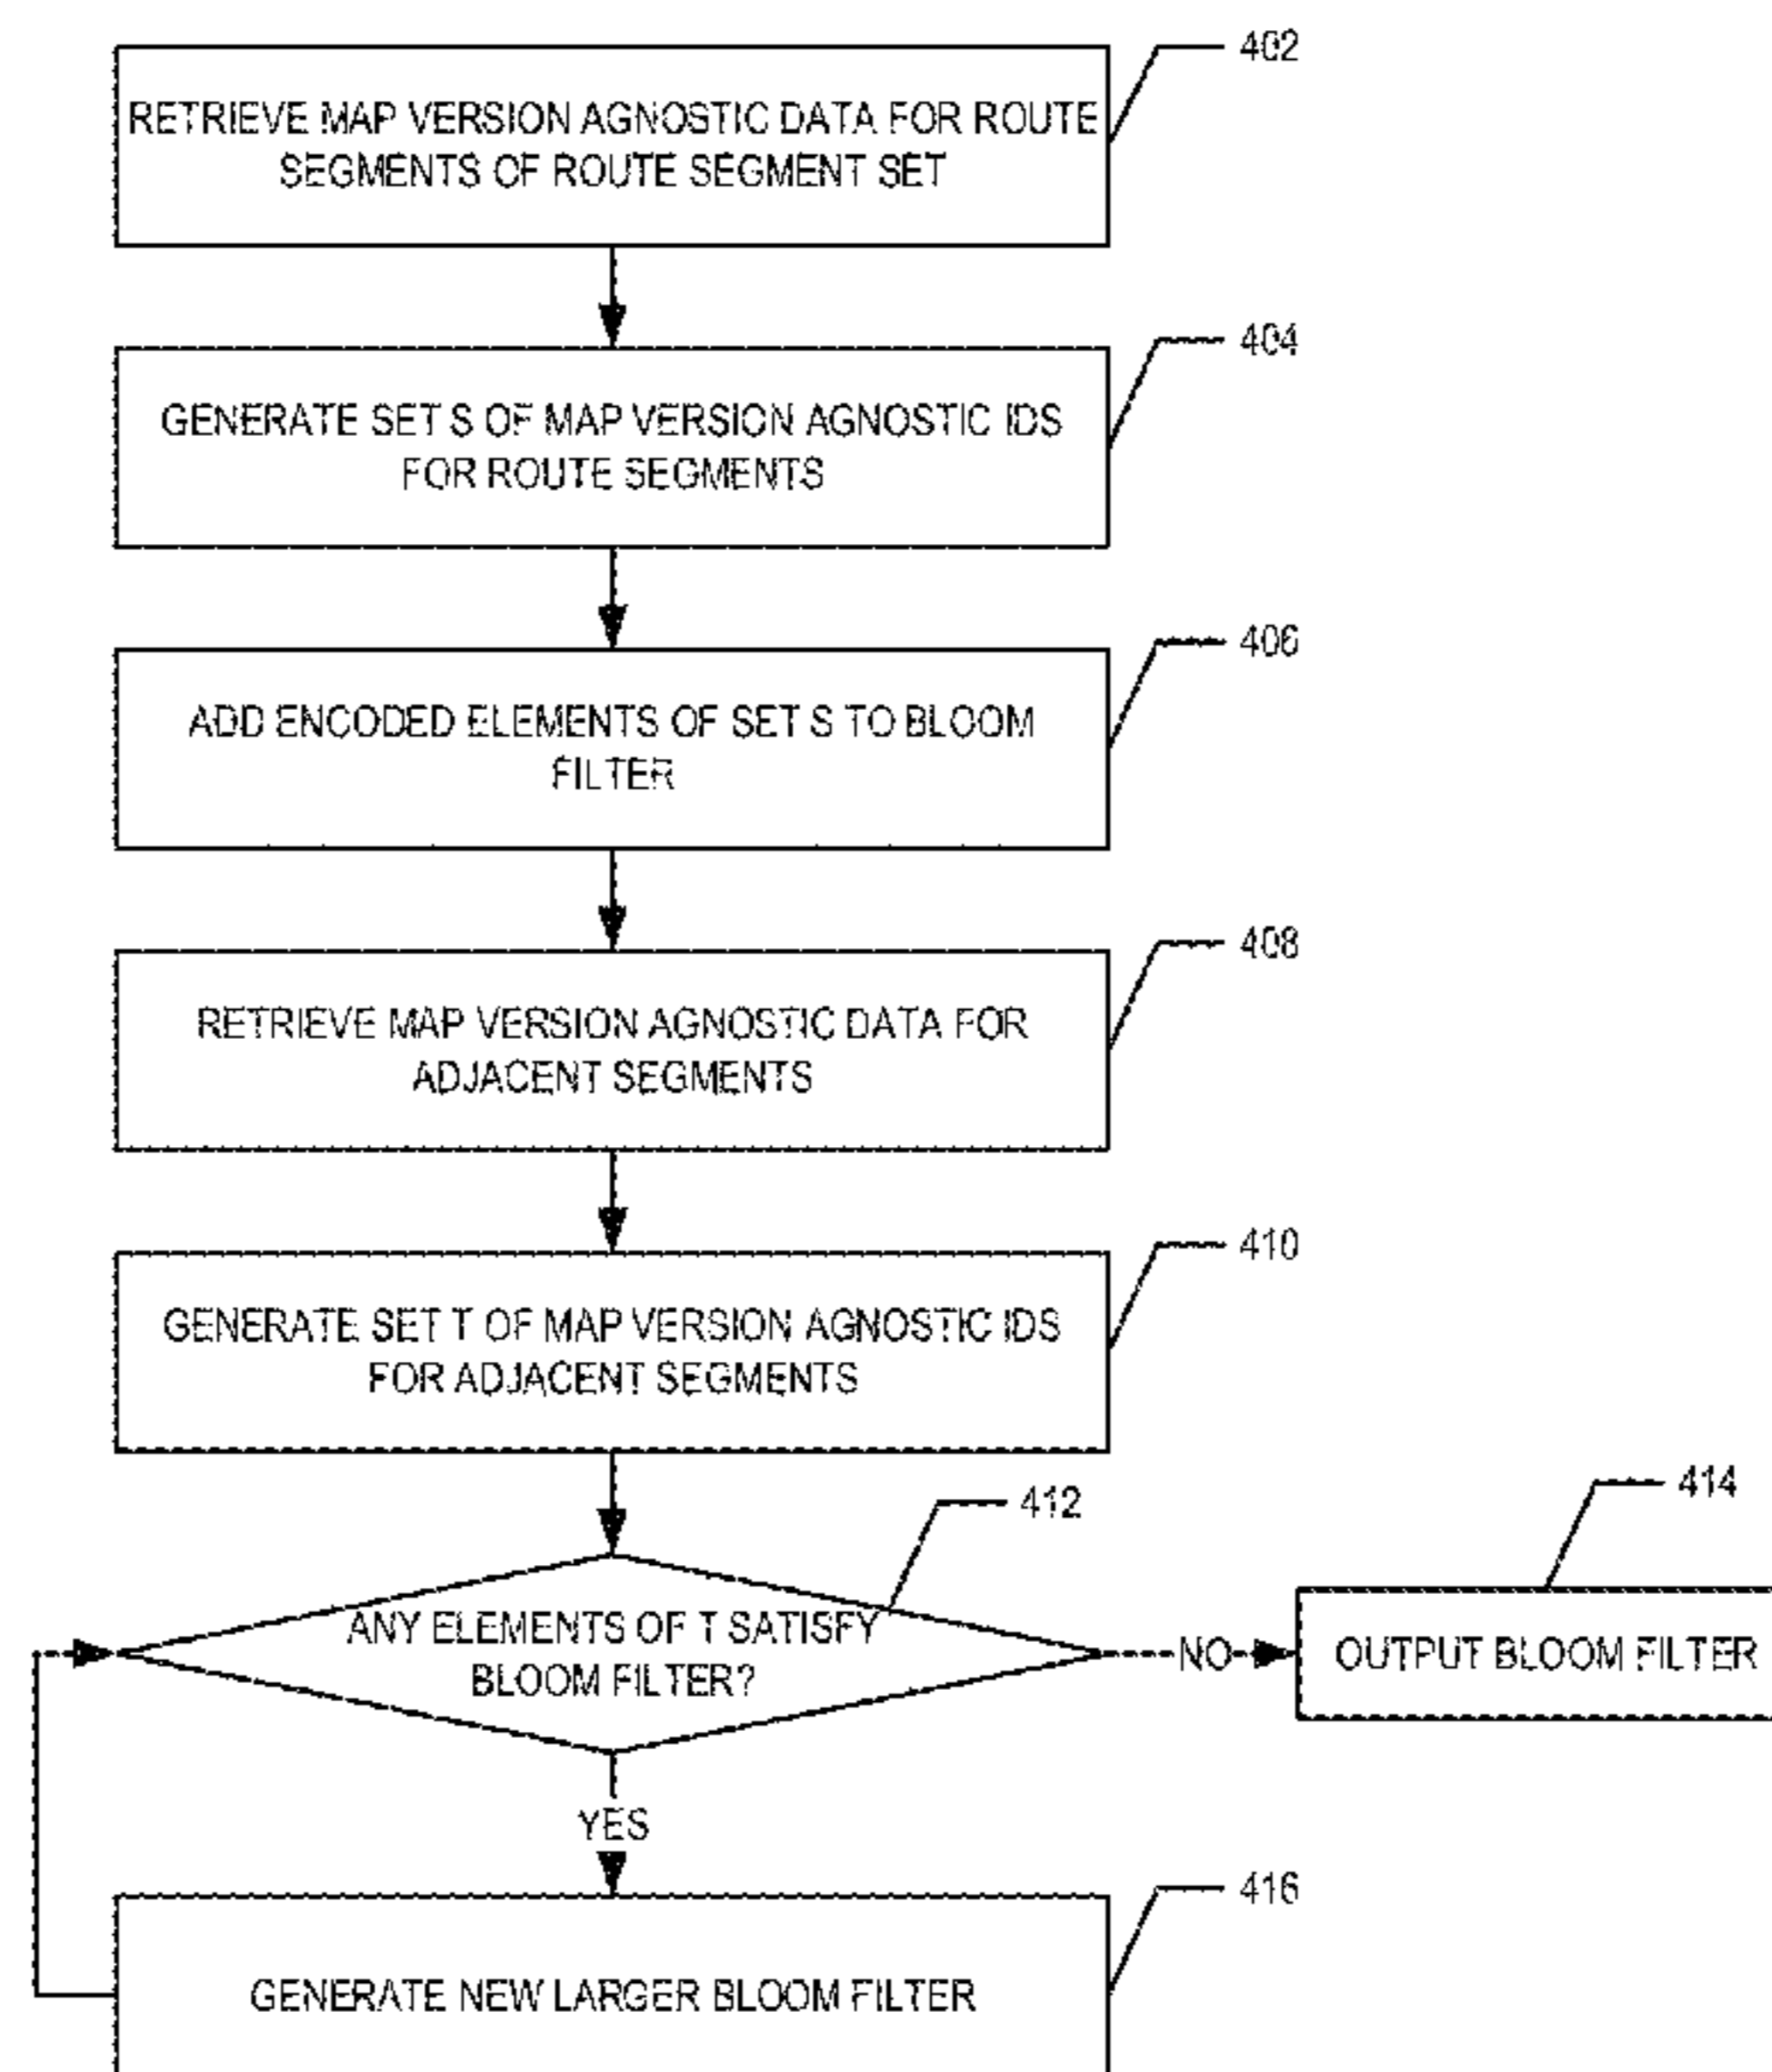 402
RETRIEVE MAP VERSION AGNOSTIC DATA FOR ROUTE
SEGMENTS OF ROUTE SEGMENT SET
404
GENERATE SET S OF MAP VERSION AGNOSTIC IDS
FOR ROUTE SEGMENTS
406
ADD ENCODED ELEMENTS OF SET S TO BLOOM
FILTER
408
RETRIEVE MAP VERSION AGNOSTIC DATA FOR
ADJACENT SEGMENTS
410
GENERATE SET T OF MAP VERSION AGNOSTIC IDS
FOR ADJACENT SEGMENTS
412
414
ANY ELEMENTS OF T SATISFY
BLOOM FILTER?
NO
OUTPUT BLOOM FILTER
YES
416
GENERATE NEW LARGER BLOOM FILTER